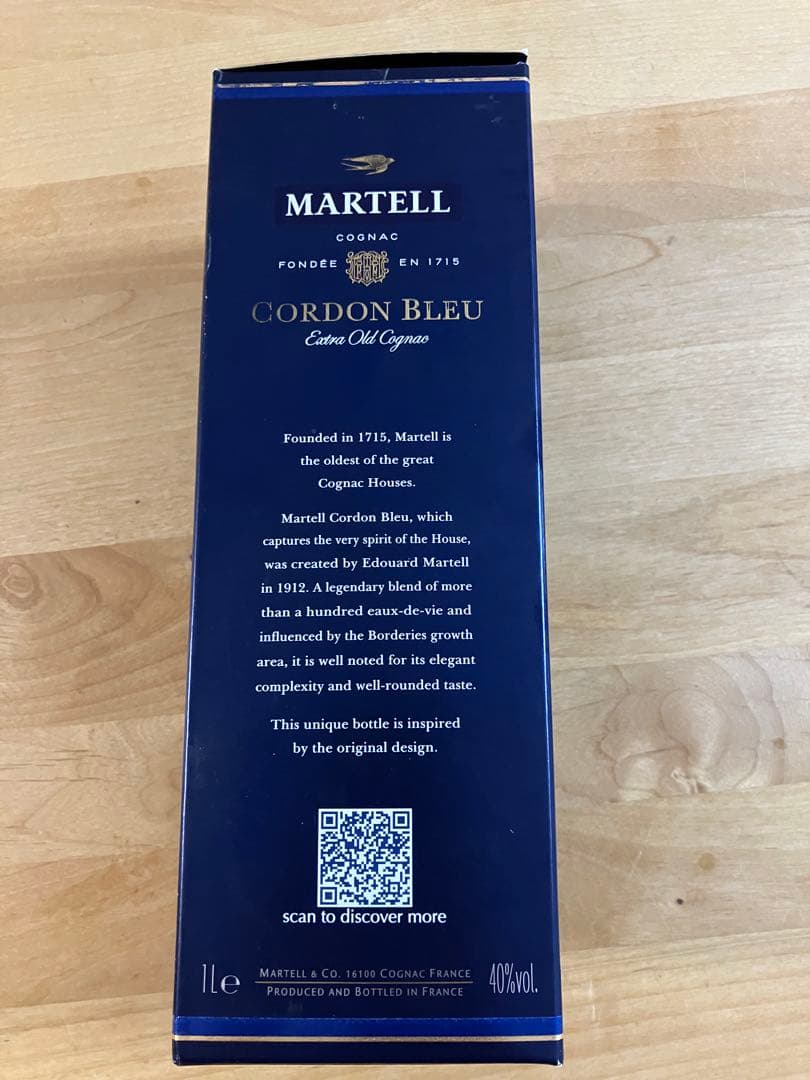 MARTELL
COGNAC
FONDÉE EN 1715
CORDON BLEU
Extra Old Cognac
Founded in 1715, Martell is
the oldest of the great
Cognac Houses.
Martell Cordon Bleu, which
captures the very spirit of the House,
was created by Edouard Martell
in 1912. A legendary blend of more
than a hundred eaux-de-vie and
influenced by the Borderies growth
area, it is well noted for its elegant
complexity and well-rounded taste.
This unique bottle is inspired
by the original design.
scan to discover more
1L℮ MARTELL & CO. 16100 COGNAC FRANCE 40%vol.
PRODUCED AND BOTTLED IN FRANCE